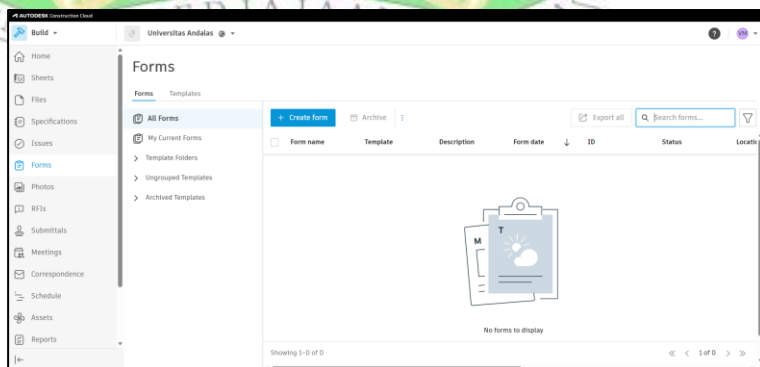 AUTODESK Construction Cloud
Build
Universitas Andalas
?
VM
Home
Sheets
Files
Specifications
Issues
Forms
Photos
RFIs
Submittals
Meetings
Correspondence
Schedule
Assets
Reports
Forms
Forms Templates
All Forms
My Current Forms
Template Folders
Ungrouped Templates
Archived Templates
+ Create form Archive Export all Search forms...
Form name Template Description Form date ↓ ID Status Locatio
M T
No forms to display
Showing 1-0 of 0
1 of 0